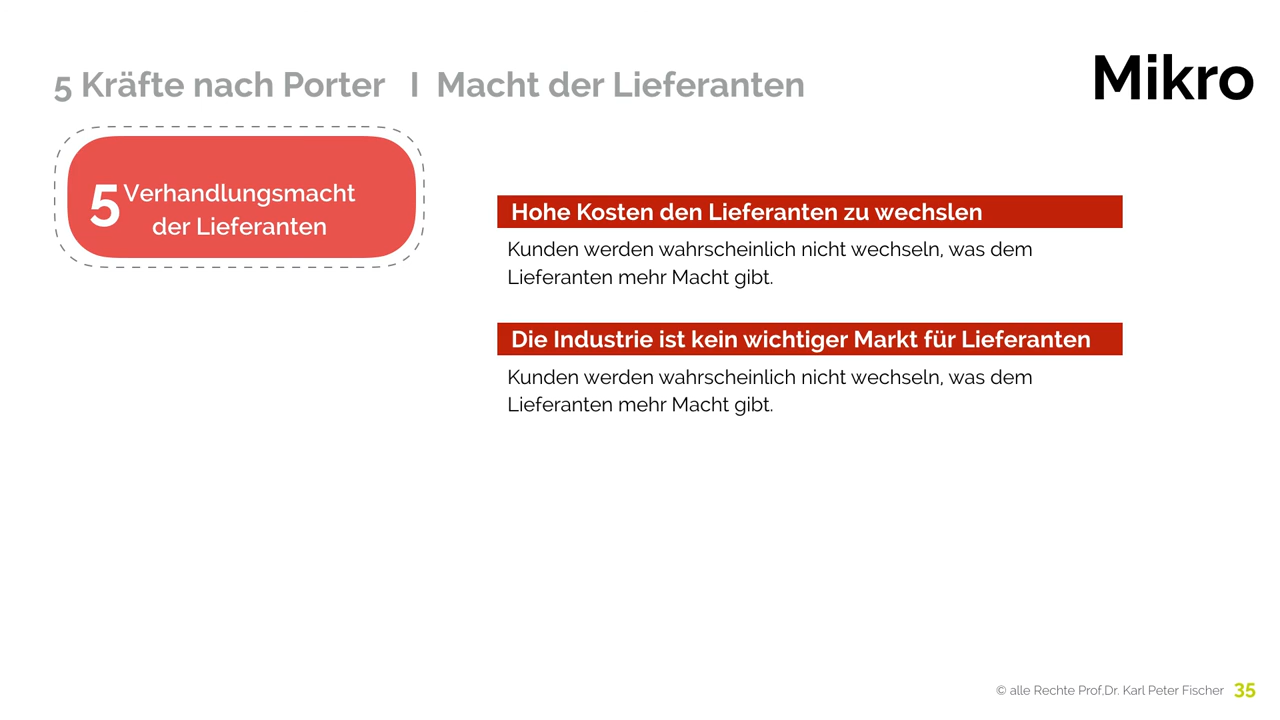 5 Kräfte nach Porter I Macht der Lieferanten
Mikro
5 Verhandlungsmacht
der Lieferanten
Hohe Kosten den Lieferanten zu wechslen
Kunden werden wahrscheinlich nicht wechseln, was dem
Lieferanten mehr Macht gibt.
Die Industrie ist kein wichtiger Markt für Lieferanten
Kunden werden wahrscheinlich nicht wechseln, was dem
Lieferanten mehr Macht gibt.
© alle Rechte Prof.Dr. Karl Peter Fischer 35